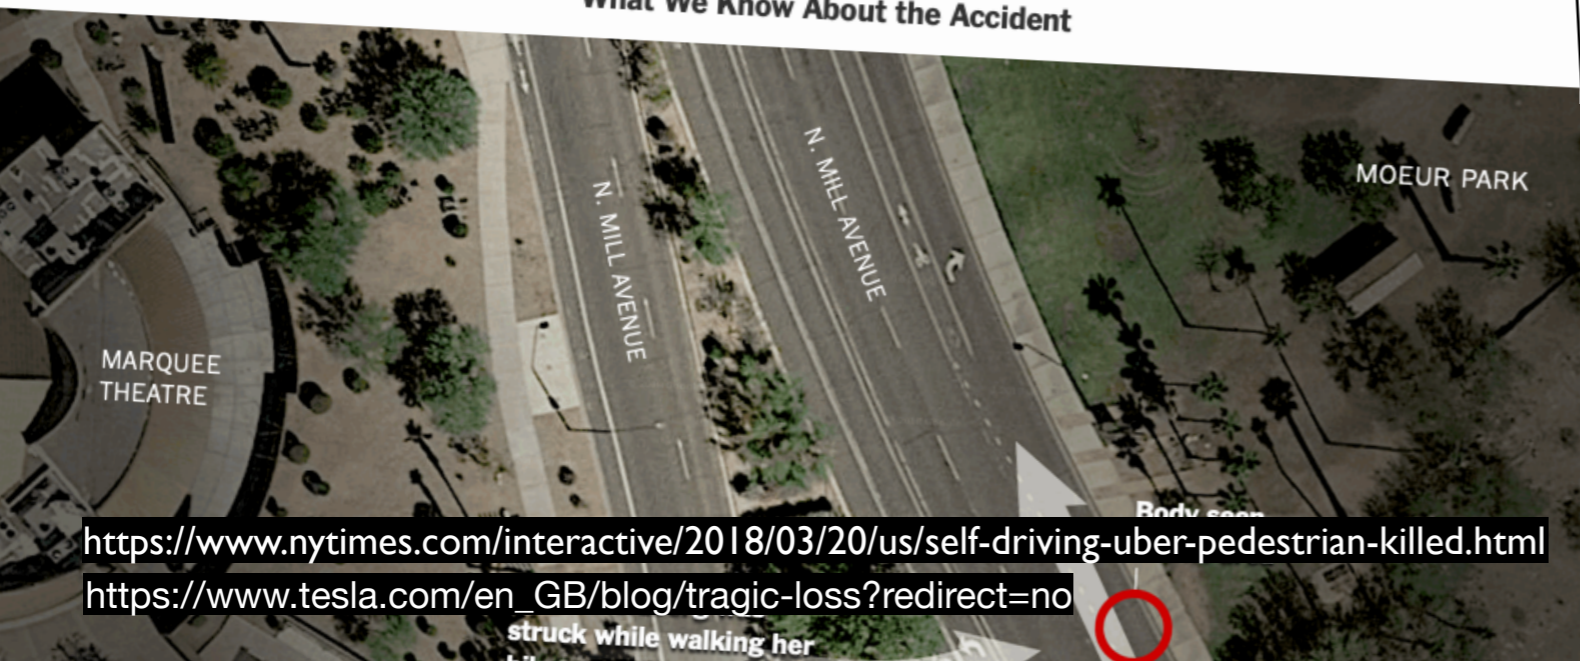 What We Know About the Accident
N. MILL AVENUE
N. MILL AVENUE
MOEUR PARK
MARQUEE
THEATRE
Body seen
https://www.nytimes.com/interactive/2018/03/20/us/self-driving-uber-pedestrian-killed.html
https://www.tesla.com/en_GB/blog/tragic-loss?redirect=no
struck while walking her